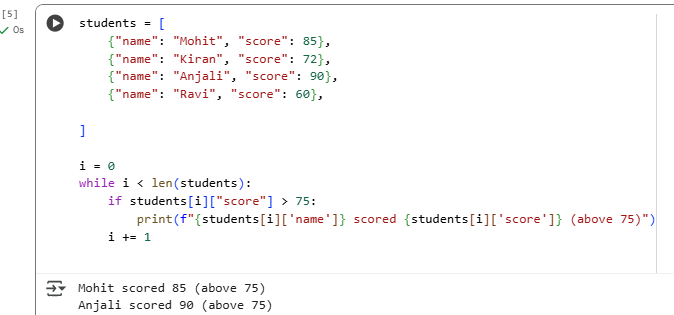 [5]
0s
students = [
    {"name": "Mohit", "score": 85},
    {"name": "Kiran", "score": 72},
    {"name": "Anjali", "score": 90},
    {"name": "Ravi", "score": 60},
]
i = 0
while i < len(students):
    if students[i]["score"] > 75:
        print(f"{students[i]['name']} scored {students[i]['score']} (above 75)")
    i += 1
Mohit scored 85 (above 75)
Anjali scored 90 (above 75)